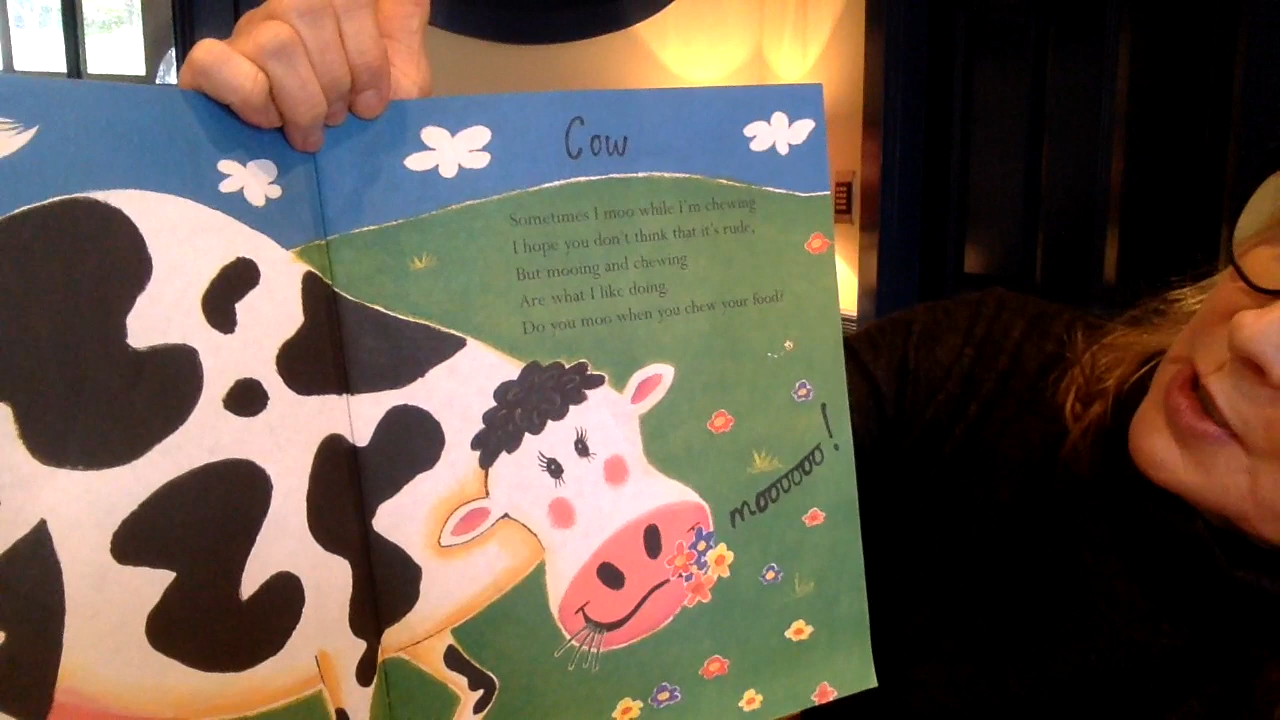 Cow
Sometimes I moo while I'm chewing
I hope you don't think that it's rude,
But mooing and chewing
Are what I like doing.
Do you moo when you chew your food?
moooooo!